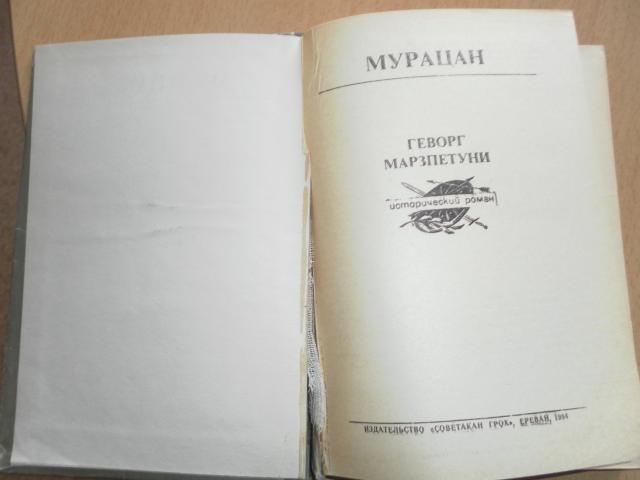 МУРАЦАН
ГЕВОРГ
МАРЗПЕТУНИ
исторический роман
ИЗДАТЕЛЬСТВО «СОВЕТАКАН ГРОХ», ЕРЕВАН, 1984